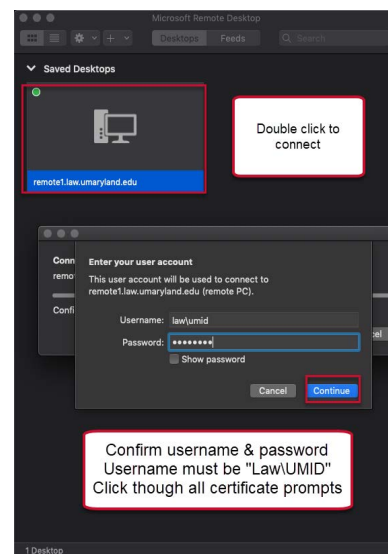 Microsoft Remote Desktop
Desktops Feeds Search
Saved Desktops
remote1.law.umaryland.edu
Double click to
connect
Enter your user account
This user account will be used to connect to
remote1.law.umaryland.edu (remote PC).
Username: law\umid
Password: ••••••••
Show password
Cancel Continue
Confirm username & password
Username must be "Law\UMID"
Click though all certificate prompts
1 Desktop